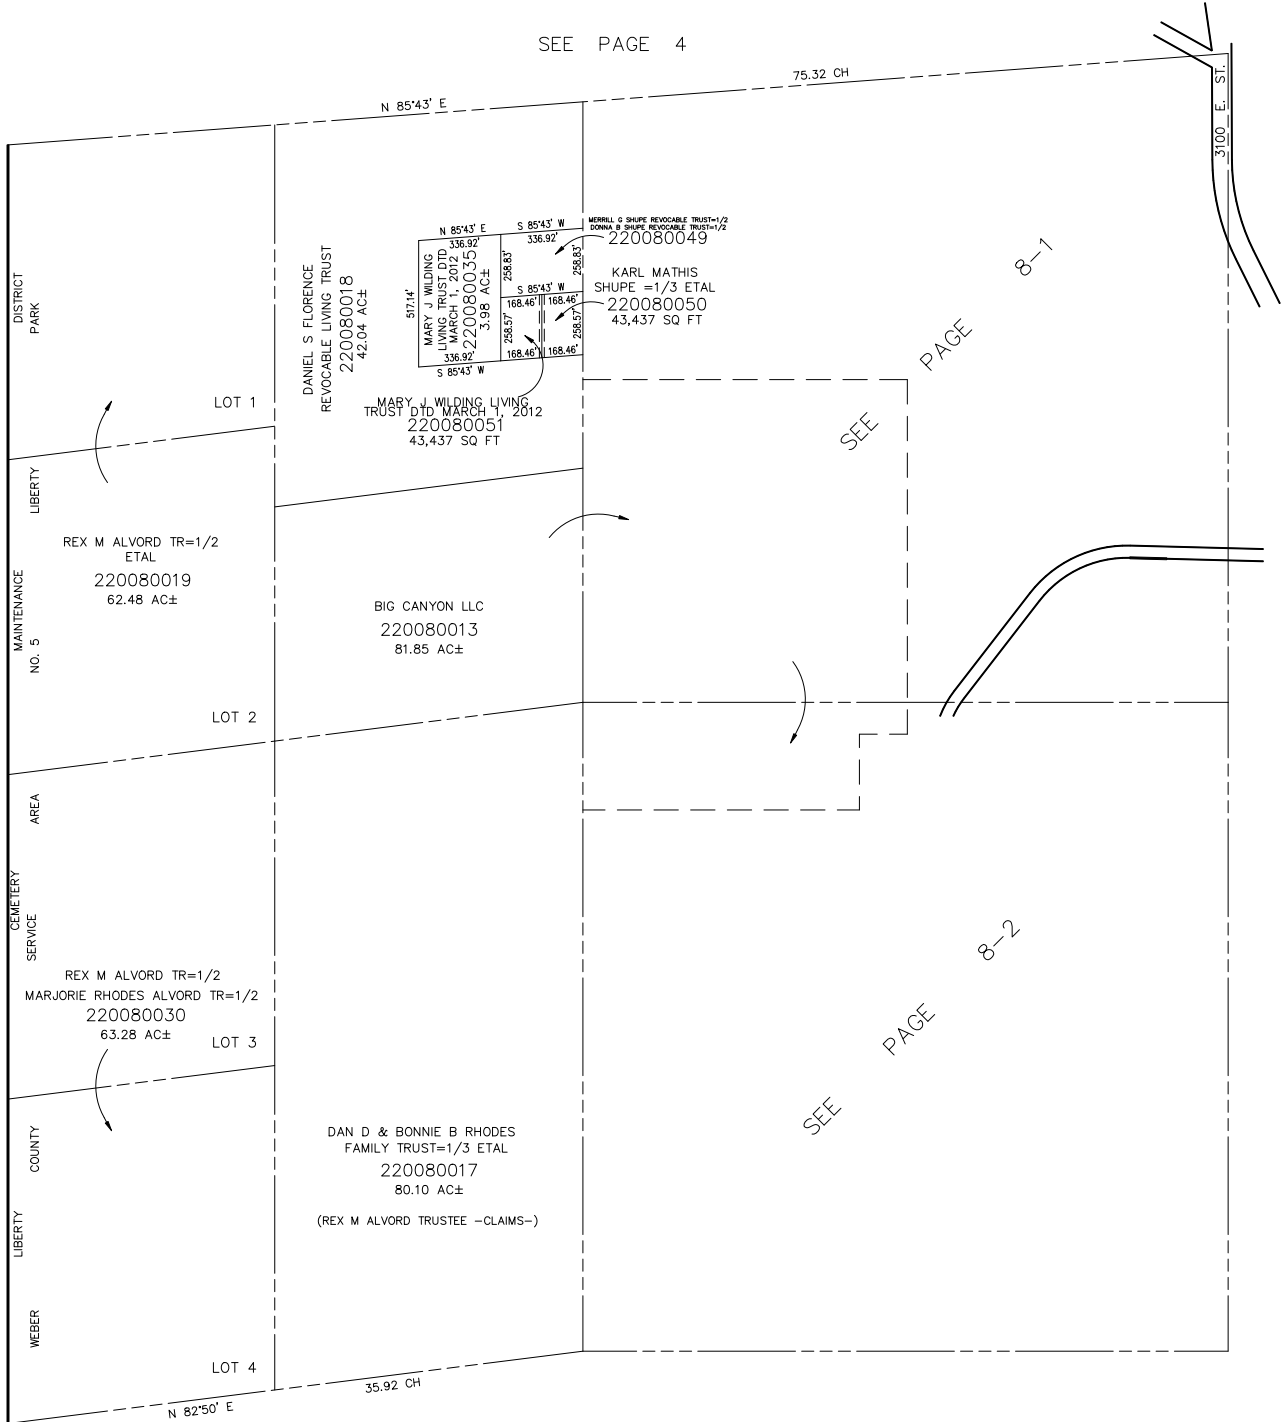 SEE PAGE 4
75.32 CH
N 85°43' E
3100 E. ST.
8-1
PAGE
SEE
DISTRICT
PARK
DANIEL S FLORENCE
REVOCABLE LIVING TRUST
220080018
42.04 AC±
N 85°43' E
336.92'
517.14'
MARY J WILDING
LIVING TRUST DTD
MARCH 1, 2012
220080035
3.98 AC±
336.92'
S 85°43' W
S 85°43' W
336.92'
258.83'
258.83'
MERRILL G SHUPE REVOCABLE TRUST=1/2
DONNA B SHUPE REVOCABLE TRUST=1/2
220080049
S 85°43' W
168.46'
168.46'
258.57'
258.57'
168.46'
168.46'
KARL MATHIS
SHUPE =1/3 ETAL
220080050
43,437 SQ FT
MARY J WILDING LIVING
TRUST DTD MARCH 1, 2012
220080051
43,437 SQ FT
LOT 1
LIBERTY
REX M ALVORD TR=1/2
ETAL
220080019
62.48 AC±
MAINTENANCE
NO. 5
BIG CANYON LLC
220080013
81.85 AC±
LOT 2
AREA
CEMETERY
SERVICE
REX M ALVORD TR=1/2
MARJORIE RHODES ALVORD TR=1/2
220080030
63.28 AC±
LOT 3
8-2
PAGE
SEE
COUNTY
LIBERTY
WEBER
DAN D & BONNIE B RHODES
FAMILY TRUST=1/3 ETAL
220080017
80.10 AC±
(REX M ALVORD TRUSTEE -CLAIMS-)
LOT 4
35.92 CH
N 82°50' E